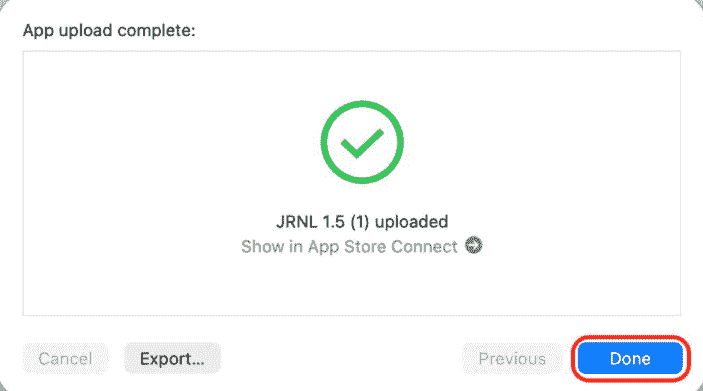 App upload complete:
JRNL 1.5 (1) uploaded
Show in App Store Connect
Cancel
Export...
Previous
Done